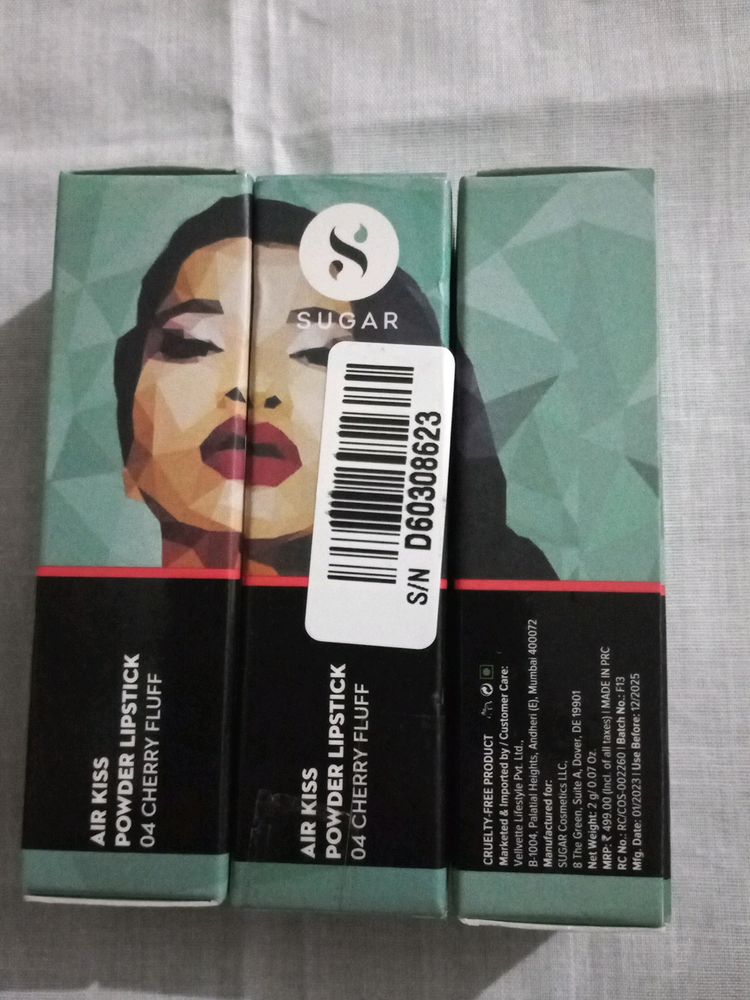 AIR KISS
POWDER LIPSTICK
04 CHERRY FLUFF
SUGAR
S/N D60308623
AIR KISS
POWDER LIPSTICK
04 CHERRY FLUFF
CRUELTY-FREE PRODUCT
Marketed & Imported by / Customer Care:
Vellvette Lifestyle Pvt. Ltd.,
B-1004, Palatial Heights, Andheri (E), Mumbai 400072
Manufactured for:
SUGAR Cosmetics LLC,
8 The Green, Suite A, Dover, DE 19901
Net Weight: 2 g/ 0.07 Oz.
MRP: ₹ 499.00 (Incl. of all taxes) | MADE IN PRC
RC No.: RC/COS-002260 | Batch No.: F13
Mfg. Date: 01/2023 | Use Before: 12/2025